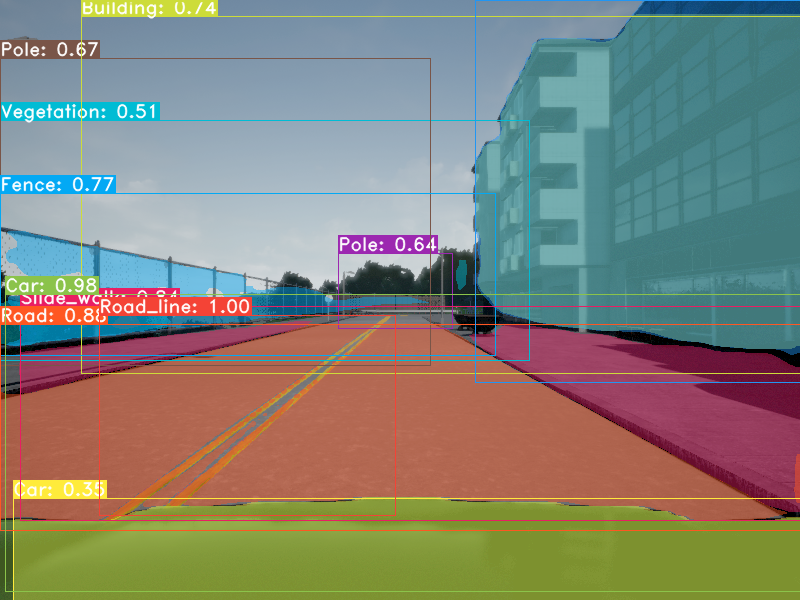 Building: 0.74
Pole: 0.67
Vegetation: 0.51
Fence: 0.77
Pole: 0.64
Car: 0.98
Road_line: 1.00
Road: 0.88
Car: 0.35